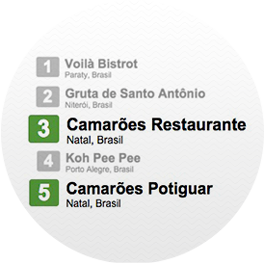 1 Voilà Bistrot
Paraty, Brasil
2 Gruta de Santo Antônio
Niterói, Brasil
3 Camarões Restaurante
Natal, Brasil
4 Koh Pee Pee
Porto Alegre, Brasil
5 Camarões Potiguar
Natal, Brasil